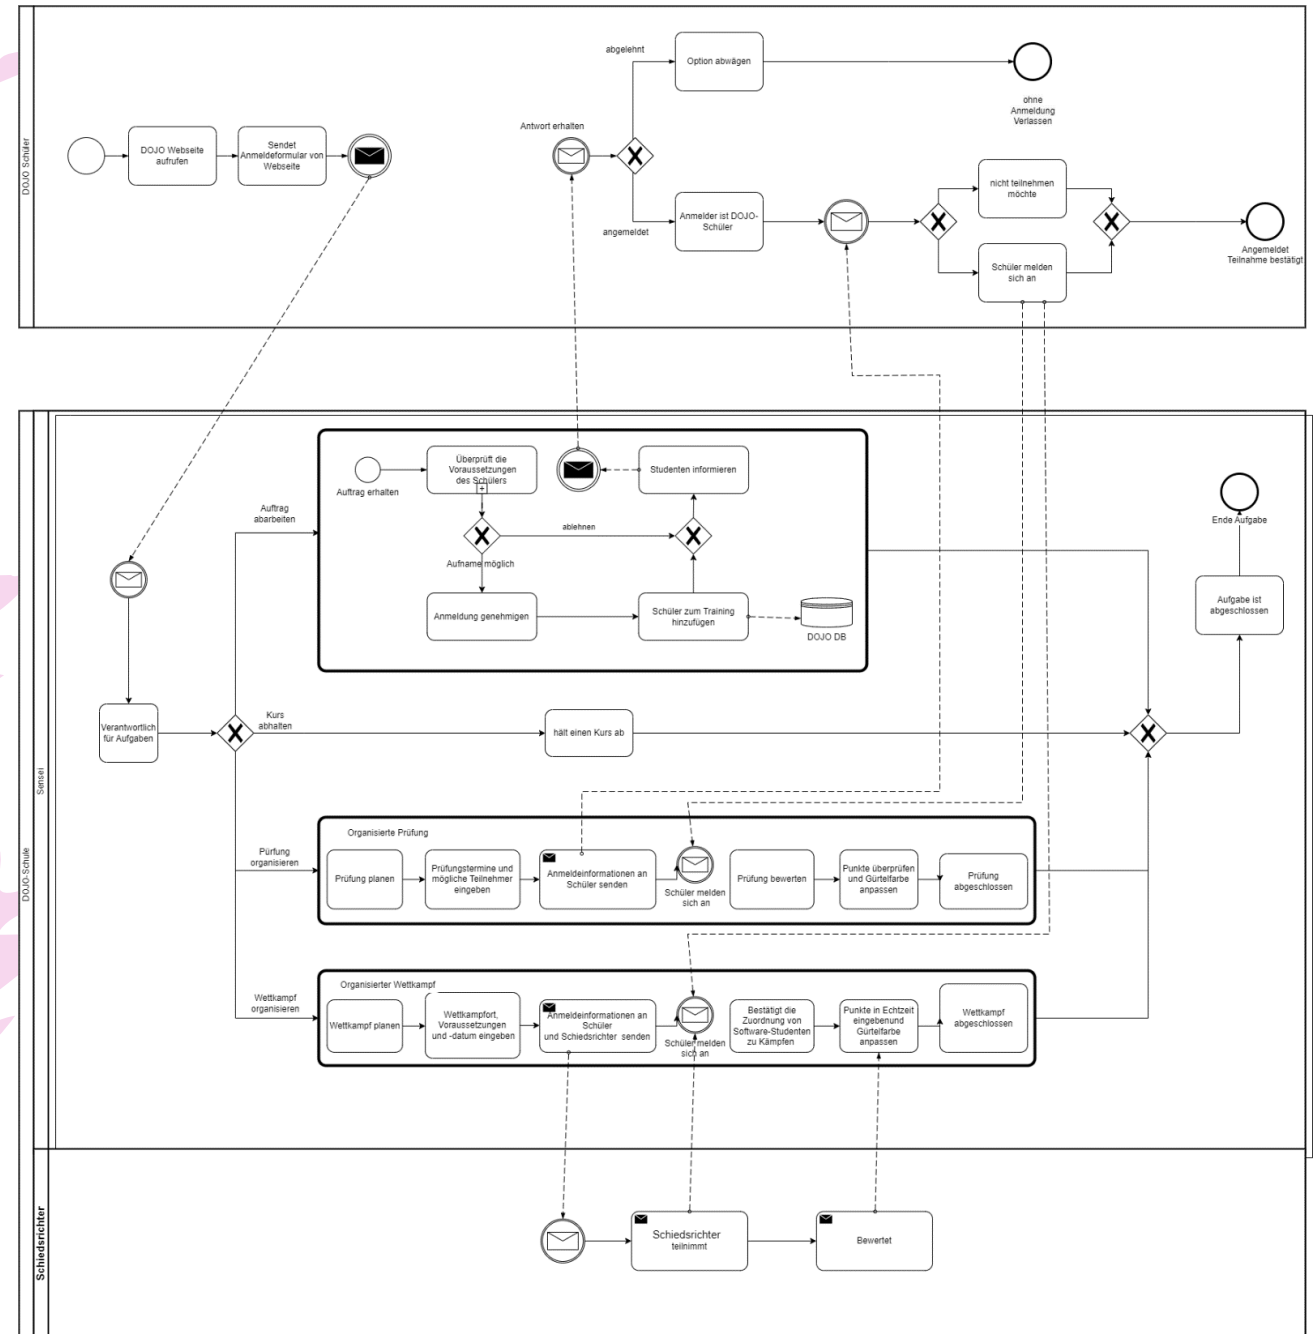 DOJO Schüler
DOJO Webseite
aufrufen
Sendet
Anmeldeformular von
Webseite
Antwort erhalten
abgelehnt
angemeldet
Option abwägen
ohne
Anmeldung
Verlassen
Anmelder ist DOJO-
Schüler
nicht teilnehmen
möchte
Schüler melden
sich an
Angemeldet
Teilnahme bestätigt
DOJO-Schule
Sensei
Verantwortlich
für Aufgaben
Auftrag
abarbeiten
Auftrag erhalten
Überprüft die
Voraussetzungen
des Schülers
Studenten informieren
ablehnen
Aufname möglich
Anmeldung genehmigen
Schüler zum Training
hinzufügen
DOJO DB
Ende Aufgabe
Aufgabe ist
abgeschlossen
Kurs
abhalten
hält einen Kurs ab
Pürfung
organisieren
Organisierte Prüfung
Prüfung planen
Prüfungstermine und
mögliche Teilnehmer
eingeben
Anmeldeinformationen an
Schüler senden
Schüler melden
sich an
Prüfung bewerten
Punkte überprüfen
und Gürtelfarbe
anpassen
Prüfung
abgeschlossen
Wettkampf
organisieren
Organisierter Wettkampf
Wettkampf planen
Wettkampfort,
Voraussetzungen
und -datum eingeben
Anmeldeinformationen an
Schüler
und Schiedsrichter senden
Schüler melden
sich an
Bestätigt die
Zuordnung von
Software-Studenten
zu Kämpfen
Punkte in Echtzeit
eingebenund
Gürtelfarbe
anpassen
Wettkampf
abgeschlossen
Schiedsrichter
Schiedsrichter
teilnimmt
Bewertet